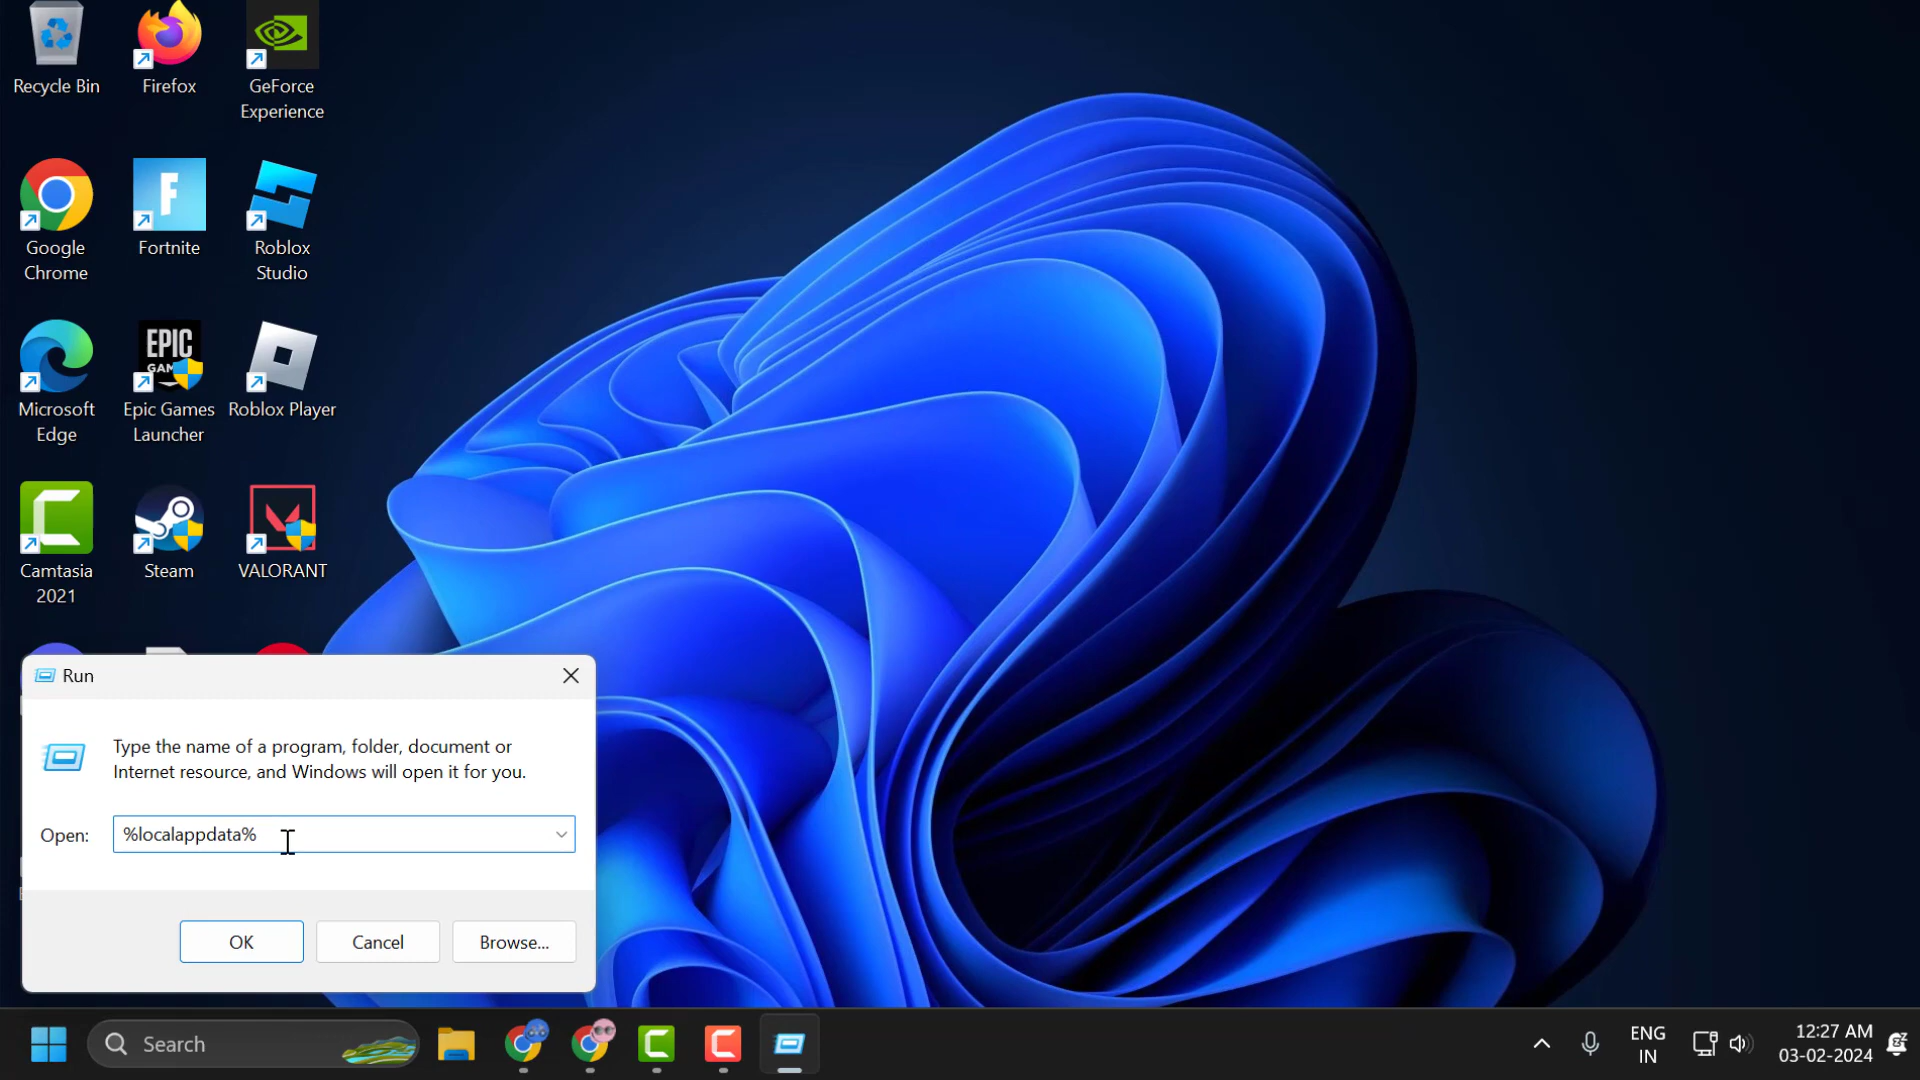 Recycle Bin
Firefox
GeForce
Experience
Google
Chrome
F
Fortnite
Roblox
Studio
Microsoft
Edge
EPIC
Epic Games
Launcher
Roblox Player
Camtasia
2021
Steam
VALORANT
Run
Type the name of a program, folder, document or
Internet resource, and Windows will open it for you.
Open:
%localappdata%
OK
Cancel
Browse...
Search
ENG
IN
12:27 AM
03-02-2024